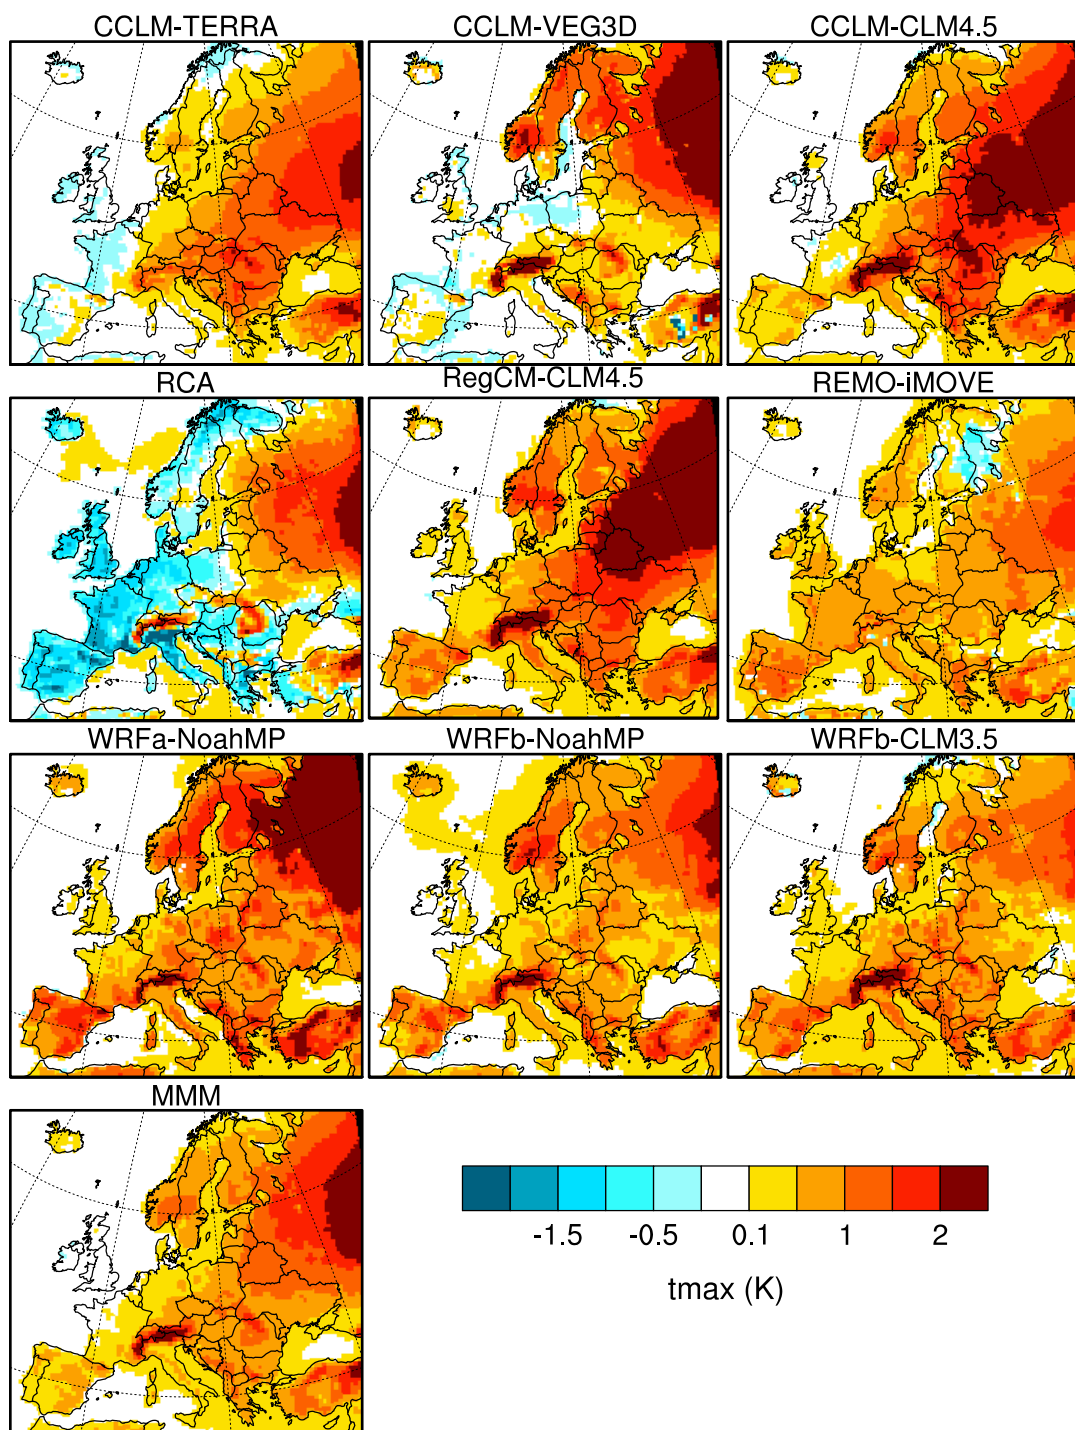 CCLM-TERRA CCLM-VEG3D CCLM-CLM4.5
RCA RegCM-CLM4.5 REMO-iMOVE
WRFa-NoahMP WRFb-NoahMP WRFb-CLM3.5
MMM
-1.5 -0.5 0.1 1 2
tmax (K)